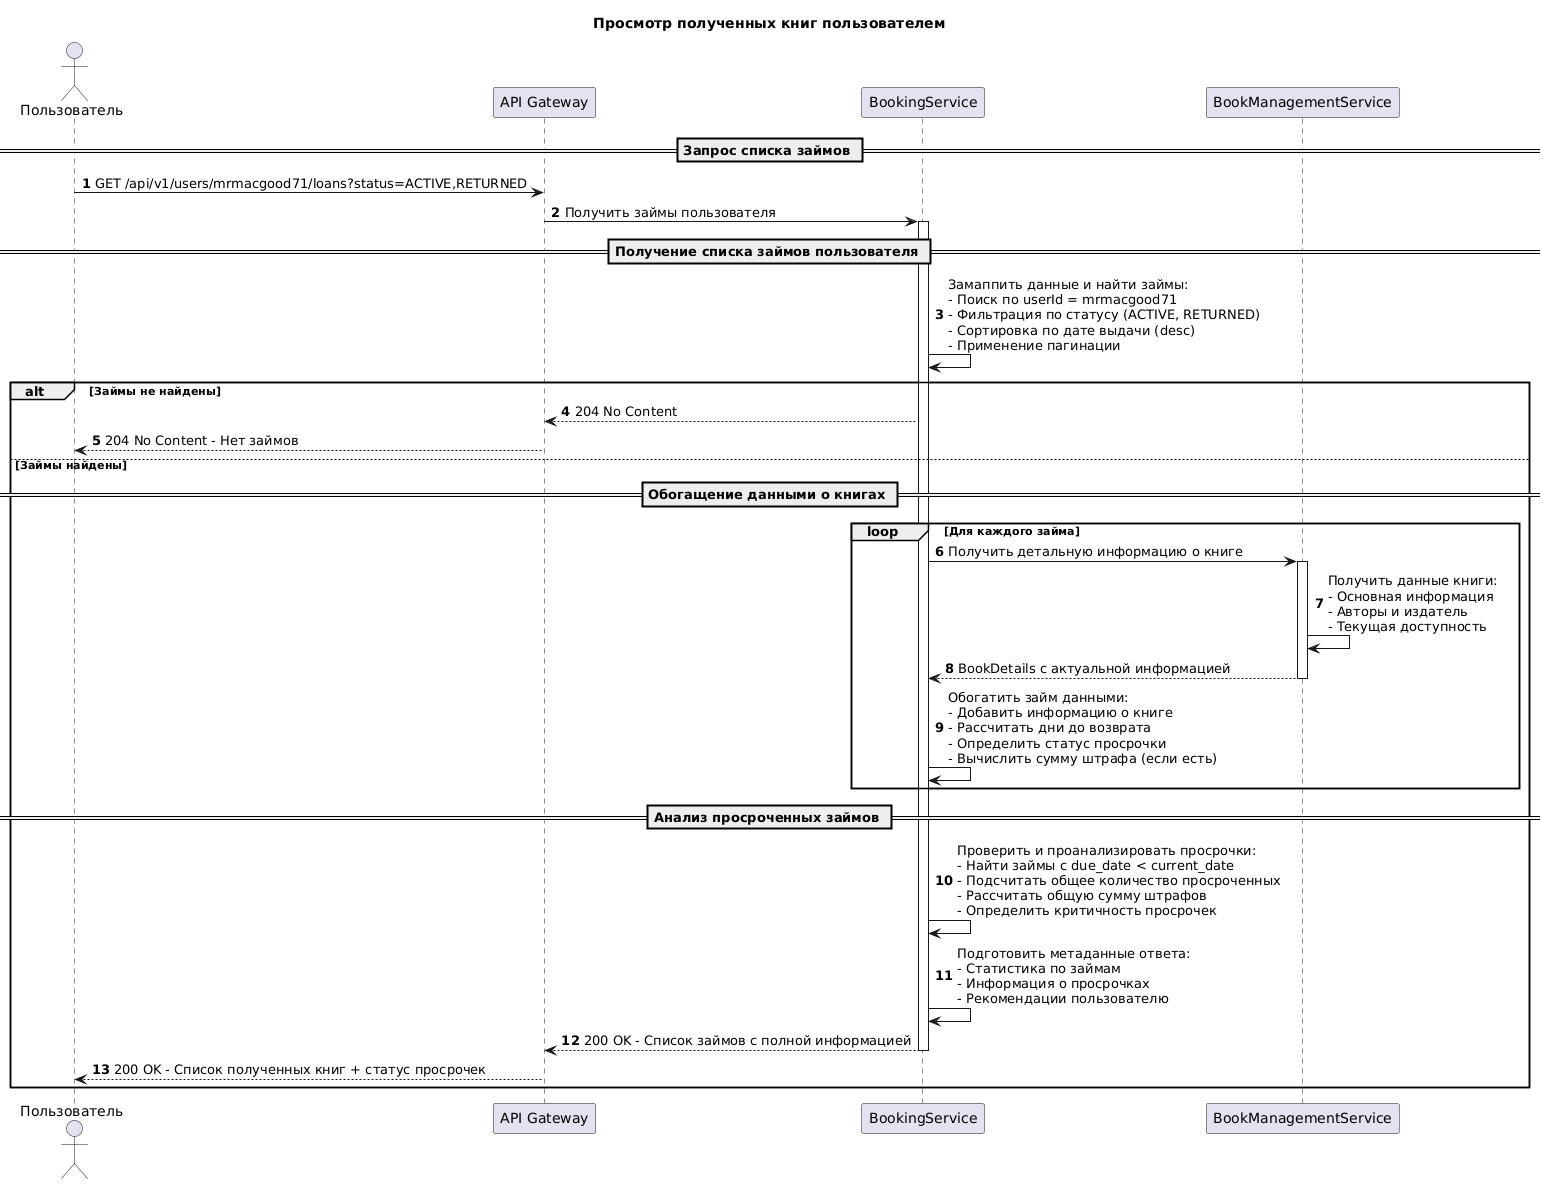 Просмотр полученных книг пользователем
Пользователь
API Gateway
BookingService
BookManagementService
Запрос списка займов
1 GET /api/v1/users/mrmacgood71/loans?status=ACTIVE,RETURNED
2 Получить займы пользователя
Получение списка займов пользователя
Замаппить данные и найти займы:
- Поиск по userId = mrmacgood71
3 - Фильтрация по статусу (ACTIVE, RETURNED)
- Сортировка по дате выдачи (desc)
- Применение пагинации
alt [Займы не найдены]
4 204 No Content
5 204 No Content - Нет займов
[Займы найдены]
Обогащение данными о книгах
loop [Для каждого займа]
6 Получить детальную информацию о книге
Получить данные книги:
- Основная информация
7
- Авторы и издатель
- Текущая доступность
8 BookDetails с актуальной информацией
Обогатить займ данными:
- Добавить информацию о книге
9 - Рассчитать дни до возврата
- Определить статус просрочки
- Вычислить сумму штрафа (если есть)
Анализ просроченных займов
Проверить и проанализировать просрочки:
- Найти займы с due_date < current_date
10 - Подсчитать общее количество просроченных
- Рассчитать общую сумму штрафов
- Определить критичность просрочек
Подготовить метаданные ответа:
- Статистика по займам
11
- Информация о просрочках
- Рекомендации пользователю
12 200 OK - Список займов с полной информацией
13 200 OK - Список полученных книг + статус просрочек
Пользователь
API Gateway
BookingService
BookManagementService